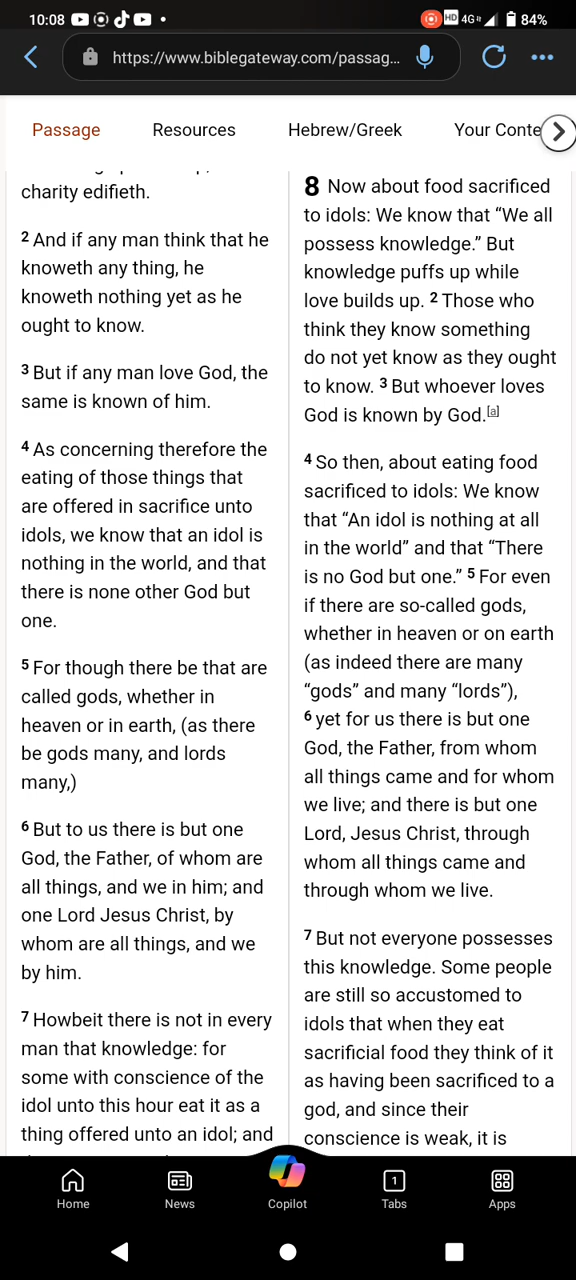 10:08
HD 4G 84%
https://www.biblegateway.com/passag...
Passage Resources Hebrew/Greek Your Conte
charity edifieth.
2 And if any man think that he
knoweth any thing, he
knoweth nothing yet as he
ought to know.
3 But if any man love God, the
same is known of him.
4 As concerning therefore the
eating of those things that
are offered in sacrifice unto
idols, we know that an idol is
nothing in the world, and that
there is none other God but
one.
5 For though there be that are
called gods, whether in
heaven or in earth, (as there
be gods many, and lords
many,)
6 But to us there is but one
God, the Father, of whom are
all things, and we in him; and
one Lord Jesus Christ, by
whom are all things, and we
by him.
7 Howbeit there is not in every
man that knowledge: for
some with conscience of the
idol unto this hour eat it as a
thing offered unto an idol; and
8 Now about food sacrificed
to idols: We know that “We all
possess knowledge.” But
knowledge puffs up while
love builds up. 2 Those who
think they know something
do not yet know as they ought
to know. 3 But whoever loves
God is known by God.[a]
4 So then, about eating food
sacrificed to idols: We know
that “An idol is nothing at all
in the world” and that “There
is no God but one.” 5 For even
if there are so-called gods,
whether in heaven or on earth
(as indeed there are many
“gods” and many “lords”),
6 yet for us there is but one
God, the Father, from whom
all things came and for whom
we live; and there is but one
Lord, Jesus Christ, through
whom all things came and
through whom we live.
7 But not everyone possesses
this knowledge. Some people
are still so accustomed to
idols that when they eat
sacrificial food they think of it
as having been sacrificed to a
god, and since their
conscience is weak, it is
Home News Copilot Tabs Apps
1